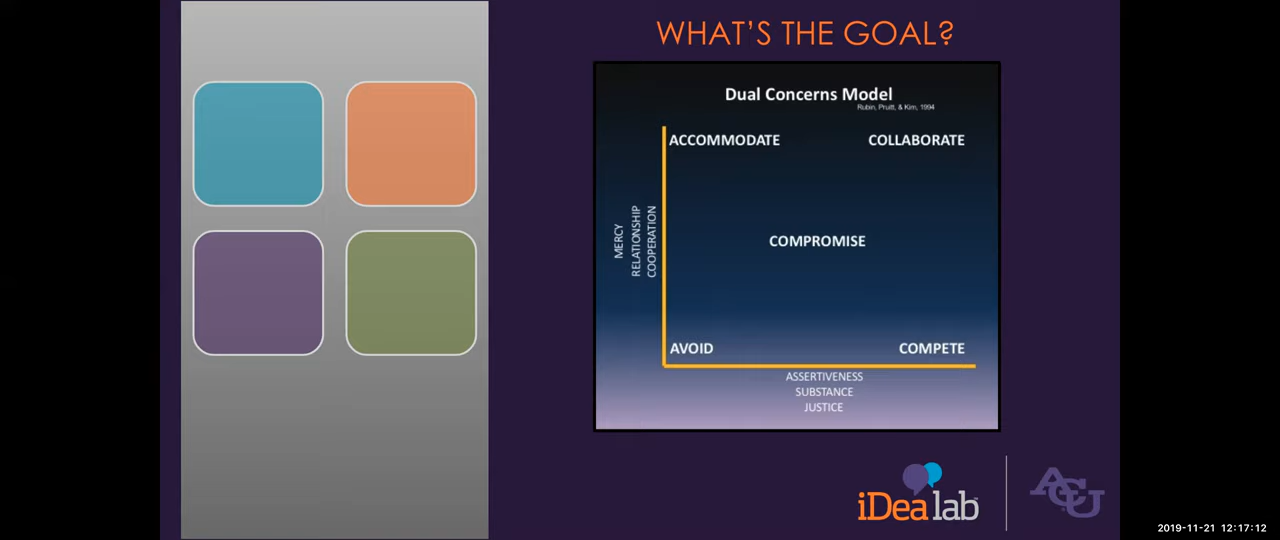 WHAT'S THE GOAL?
Dual Concerns Model
Rubin, Pruitt, & Kim, 1994
ACCOMMODATE
COLLABORATE
MERCY
RELATIONSHIP
COOPERATION
COMPROMISE
AVOID
COMPETE
ASSERTIVENESS
SUBSTANCE
JUSTICE
iDea lab
ACU
2019-11-21 12:17:12